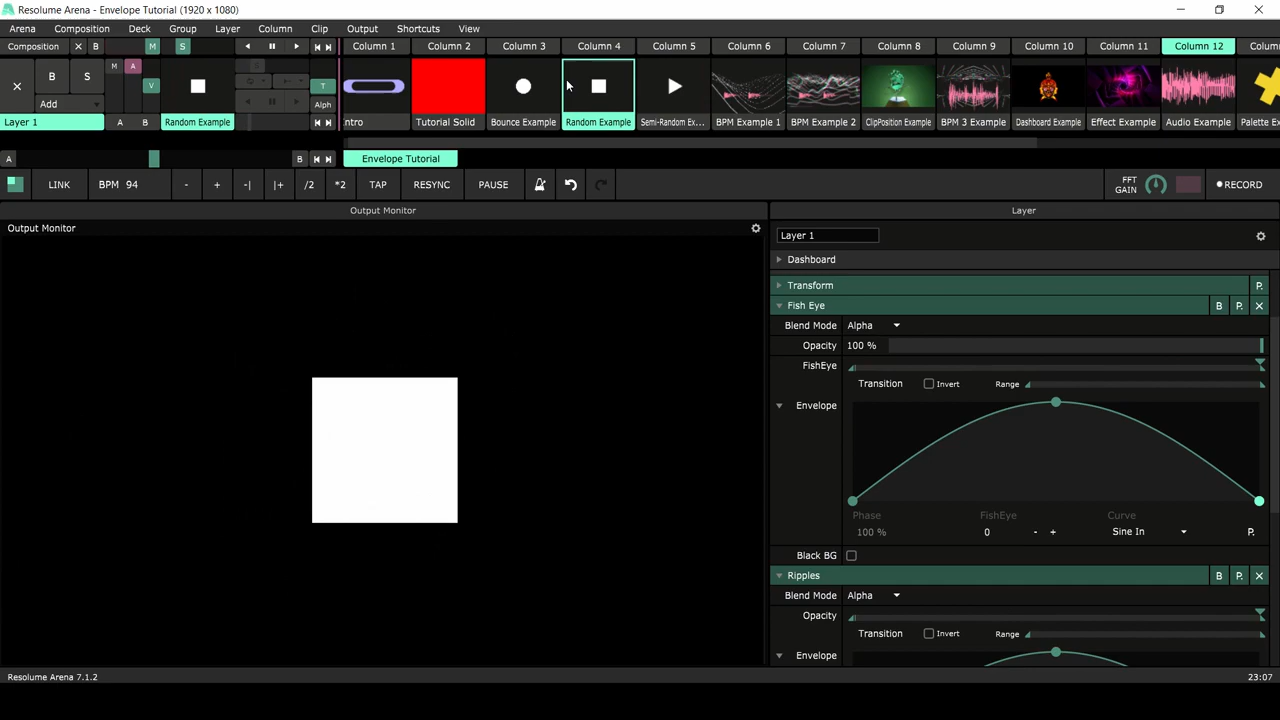 Resolume Arena - Envelope Tutorial (1920 x 1080)
Arena Composition Deck Group Layer Column Clip Output Shortcuts View
Composition X B M S Column 1 Column 2 Column 3 Column 4 Column 5 Column 6 Column 7 Column 8 Column 9 Column 10 Column 11 Column 12 Colum
M A
B S V T
Add Alph
Layer 1 A B Random Example ntro Tutorial Solid Bounce Example Random Example Semi-Random Ex... BPM Example 1 BPM Example 2 ClipPosition Example BPM 3 Example Dashboard Example Effect Example Audio Example Palette Ex
A B Envelope Tutorial
LINK BPM 94 - + -| |+ /2 *2 TAP RESYNC PAUSE FFT GAIN RECORD
Output Monitor Layer
Output Monitor
Layer 1
Dashboard
Transform P.
Fish Eye B P. X
Blend Mode Alpha
Opacity 100 %
FishEye
Transition Invert Range
Envelope
Phase FishEye Curve
100 % 0 - + Sine In P.
Black BG
Ripples B P. X
Blend Mode Alpha
Opacity
Transition Invert Range
Envelope
Resolume Arena 7.1.2 23:07